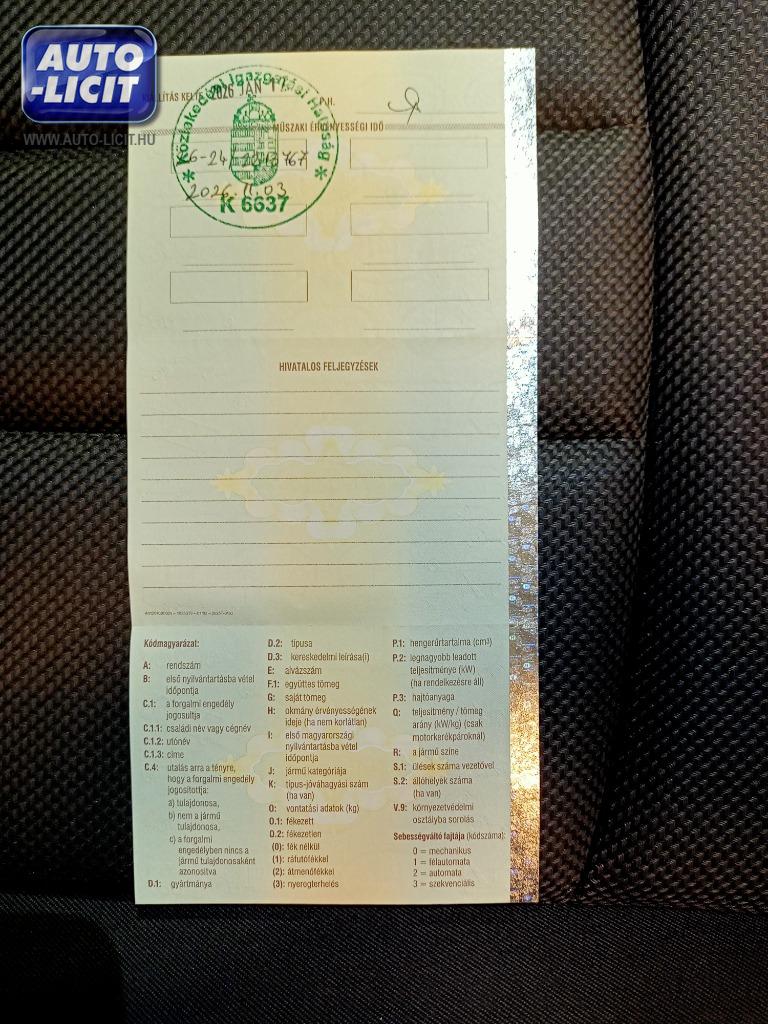 AUTO
-LICIT
WWW.AUTO-LICIT.HU
KIÁLLÍTÁS KELTE: 2026 JAN 1 P.H.
Közlekedési Igazgatási Hatóság
MŰSZAKI ÉRVÉNYESSÉGI IDŐ
2026.11.03
K 6637
HIVATALOS FELJEGYZÉSEK
Kódmagyarázat:
A: rendszám
B: első nyilvántartásba vétel
időpontja
C.1: a forgalmi engedély
jogosultja
C.1.1: családi név vagy cégnév
C.1.2: utónév
C.1.3: címe
C.4: utalás arra a tényre,
hogy a forgalmi engedély
jogosítottja:
a) tulajdonosa,
b) nem a jármű
tulajdonosa,
c) a forgalmi
engedélyben nincs a
jármű tulajdonosaként
azonosítva
D.1: gyártmánya
D.2: típusa
D.3: kereskedelmi leírása(i)
E: alvázszám
F.1: együttes tömeg
G: saját tömeg
H: okmány érvényességének
ideje (ha nem korlátlan)
I: első magyarországi
nyilvántartásba vétel
időpontja
J: jármű kategóriája
K: típus-jóváhagyási szám
(ha van)
O: vontatási adatok (kg)
O.1: fékezett
O.2: fékezetlen
(0): fék nélkül
(1): ráfutófékkel
(2): átmenőfékkel
(3): nyerogterhelés
P.1: hengerűrtartalma (cm³)
P.2: legnagyobb leadott
teljesítménye (kW)
(ha rendelkezésre áll)
P.3: hajtóanyaga
Q: teljesítmény / tömeg
arány (kW/kg) (csak
motorkerékpároknál)
R: a jármű színe
S.1: ülések száma vezetővel
S.2: állóhelyek száma
(ha van)
V.9: környezetvédelmi
osztályba sorolás
Sebességváltó fajtája (kódszáma):
0 = mechanikus
1 = félautomata
2 = automata
3 = szekvenciális